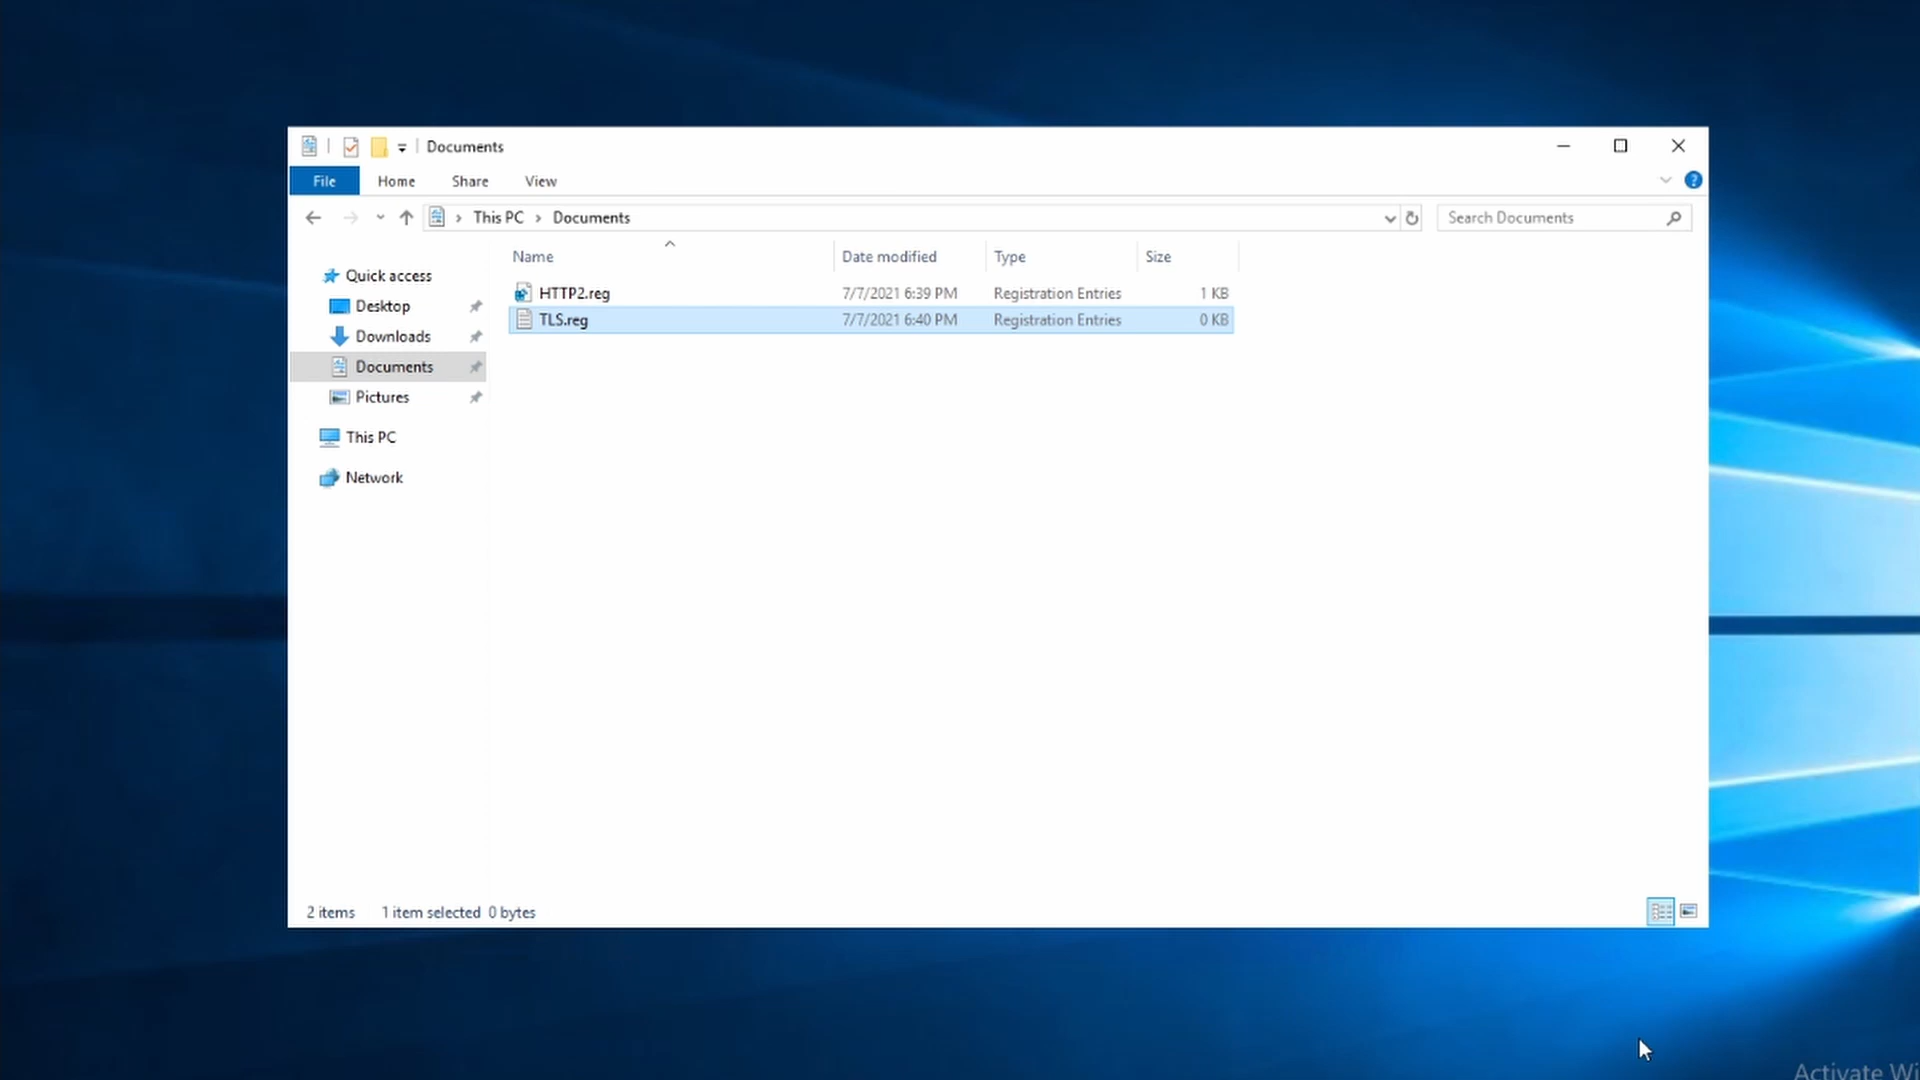 Documents
File Home Share View
This PC Documents Search Documents
Name Date modified Type Size
Quick access
Desktop
Downloads
Documents
Pictures
This PC
Network
HTTP2.reg 7/7/2021 6:39 PM Registration Entries 1 KB
TLS.reg 7/7/2021 6:40 PM Registration Entries 0 KB
2 items 1 item selected 0 bytes
Activate Wi